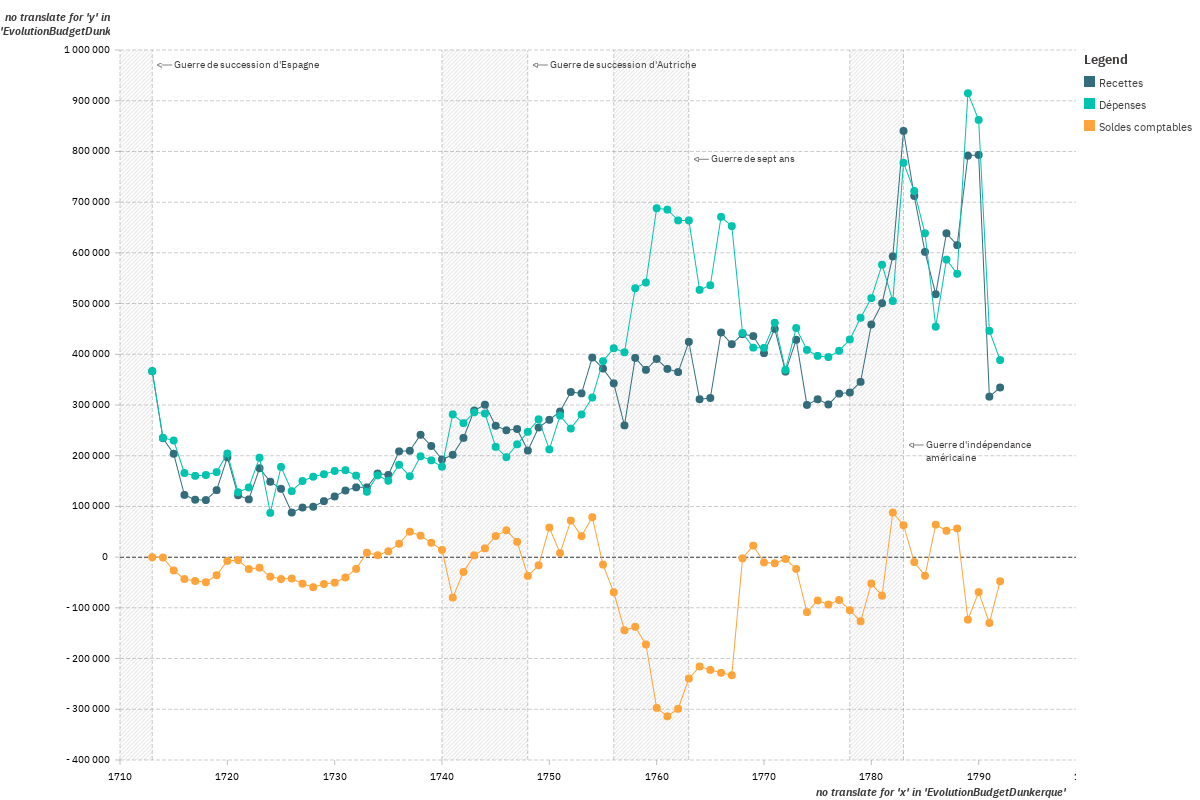 no translate for 'y' in
'EvolutionBudgetDunk
1 000 000
900 000
800 000
700 000
600 000
500 000
400 000
300 000
200 000
100 000
0
- 100 000
- 200 000
- 300 000
- 400 000
Guerre de succession d'Espagne
Guerre de succession d'Autriche
Guerre de sept ans
Guerre d'indépendance
américaine
Legend
Recettes
Dépenses
Soldes comptables
1710
1720
1730
1740
1750
1760
1770
1780
1790
no translate for 'x' in 'EvolutionBudgetDunkerque'